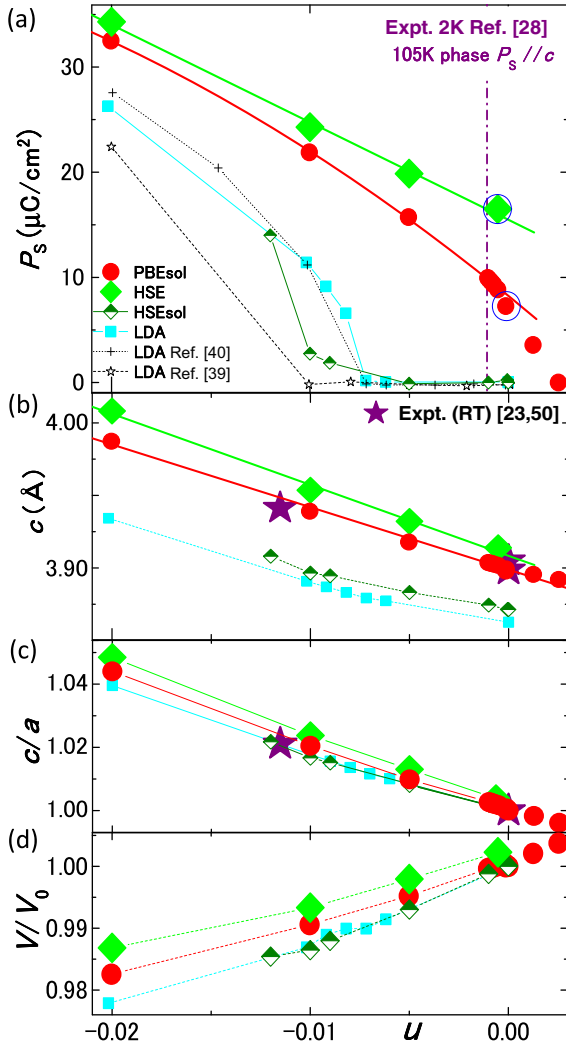 (a)
Expt. 2K Ref. [28]
105K phase PS // c
30
20
10
0
PS (μC/cm2)
PBEsol
HSE
HSEsol
LDA
LDA Ref. [40]
LDA Ref. [39]
(b)
Expt. (RT) [23,50]
4.00
3.90
c (Å)
(c)
1.04
1.02
1.00
c/a
(d)
1.00
0.99
0.98
V/V0
−0.02
−0.01
u
0.00